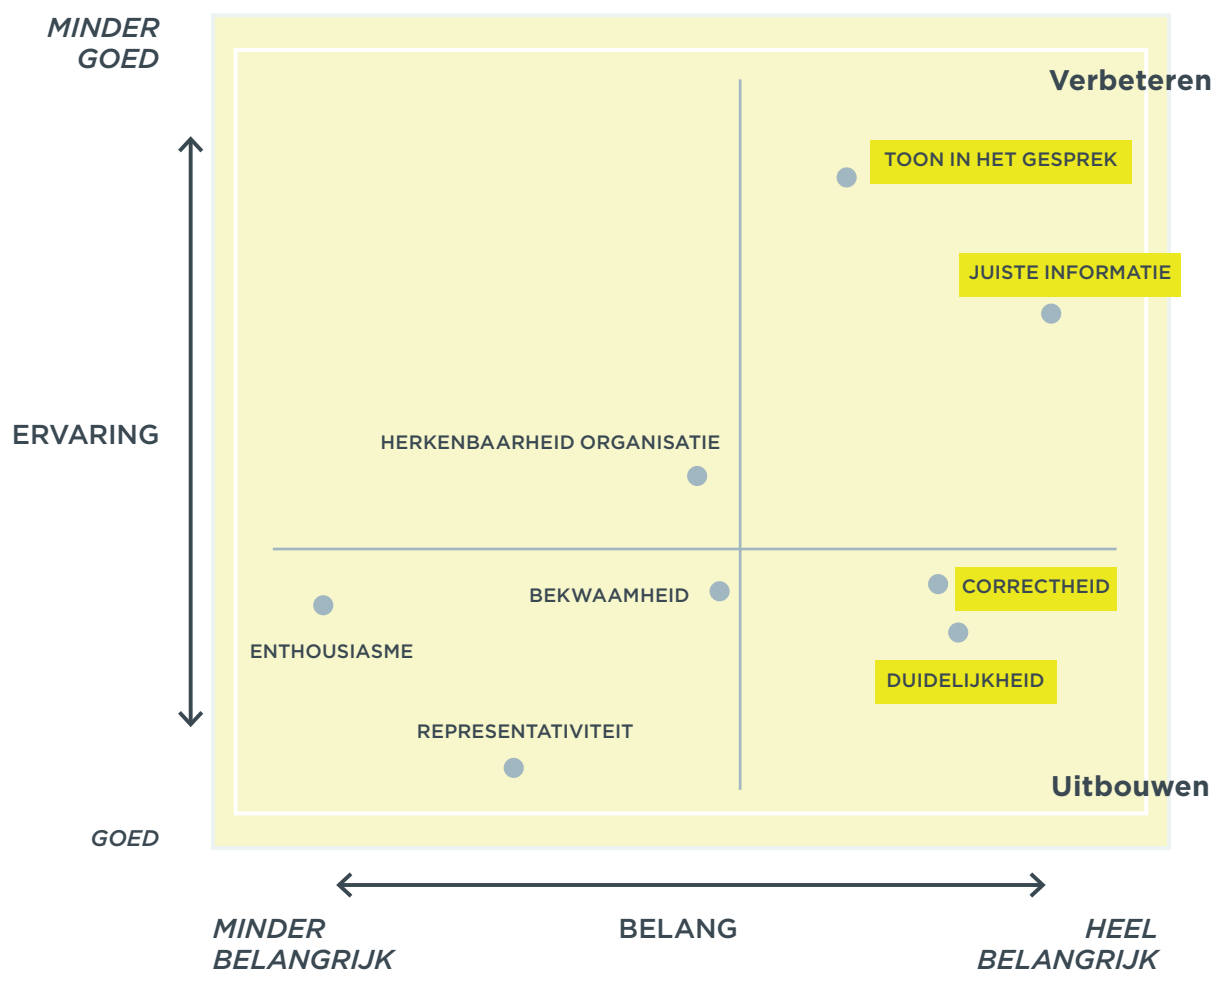 MINDER
GOED
Verbeteren
TOON IN HET GESPREK
JUISTE INFORMATIE
ERVARING
HERKENBAARHEID ORGANISATIE
BEKWAAMHEID
CORRECTHEID
ENTHOUSIASME
DUIDELIJKHEID
REPRESENTATIVITEIT
Uitbouwen
GOED
MINDER
BELANGRIJK
BELANG
HEEL
BELANGRIJK